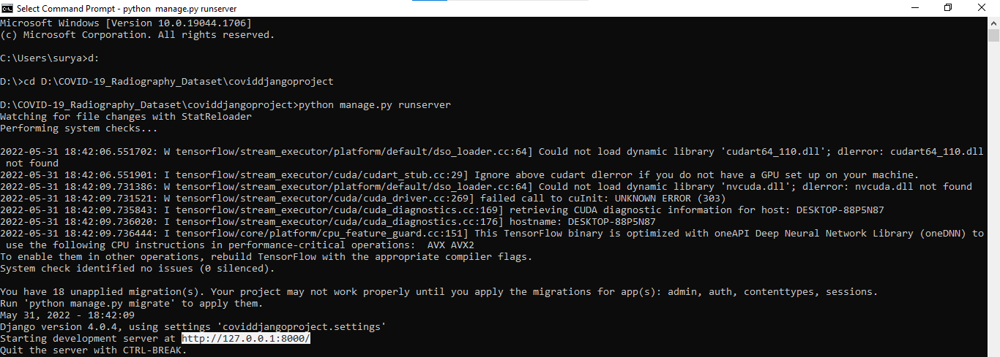 Select Command Prompt - python  manage.py runserver
Microsoft Windows [Version 10.0.19044.1706]
(c) Microsoft Corporation. All rights reserved.
C:\Users\surya>d:
D:\>cd D:\COVID-19_Radiography_Dataset\coviddjangoproject
D:\COVID-19_Radiography_Dataset\coviddjangoproject>python manage.py runserver
Watching for file changes with StatReloader
Performing system checks...
2022-05-31 18:42:06.551702: W tensorflow/stream_executor/platform/default/dso_loader.cc:64] Could not load dynamic library 'cudart64_110.dll'; dlerror: cudart64_110.dll
not found
2022-05-31 18:42:06.551901: I tensorflow/stream_executor/cuda/cudart_stub.cc:29] Ignore above cudart dlerror if you do not have a GPU set up on your machine.
2022-05-31 18:42:09.731386: W tensorflow/stream_executor/platform/default/dso_loader.cc:64] Could not load dynamic library 'nvcuda.dll'; dlerror: nvcuda.dll not found
2022-05-31 18:42:09.731521: W tensorflow/stream_executor/cuda/cuda_driver.cc:269] failed call to cuInit: UNKNOWN ERROR (303)
2022-05-31 18:42:09.735843: I tensorflow/stream_executor/cuda/cuda_diagnostics.cc:169] retrieving CUDA diagnostic information for host: DESKTOP-88P5N87
2022-05-31 18:42:09.736020: I tensorflow/stream_executor/cuda/cuda_diagnostics.cc:176] hostname: DESKTOP-88P5N87
2022-05-31 18:42:09.736444: I tensorflow/core/platform/cpu_feature_guard.cc:151] This TensorFlow binary is optimized with oneAPI Deep Neural Network Library (oneDNN) to
use the following CPU instructions in performance-critical operations:  AVX AVX2
To enable them in other operations, rebuild TensorFlow with the appropriate compiler flags.
System check identified no issues (0 silenced).
You have 18 unapplied migration(s). Your project may not work properly until you apply the migrations for app(s): admin, auth, contenttypes, sessions.
Run 'python manage.py migrate' to apply them.
May 31, 2022 - 18:42:09
Django version 4.0.4, using settings 'coviddjangoproject.settings'
Starting development server at http://127.0.0.1:8000/
Quit the server with CTRL-BREAK.